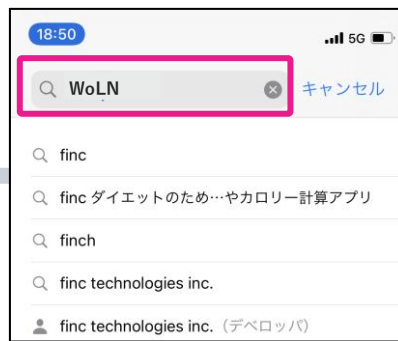 18:50 5G
WoLN キャンセル
finc
finc ダイエットのため…やカロリー計算アプリ
finch
finc technologies inc.
finc technologies inc.（デベロッパ）